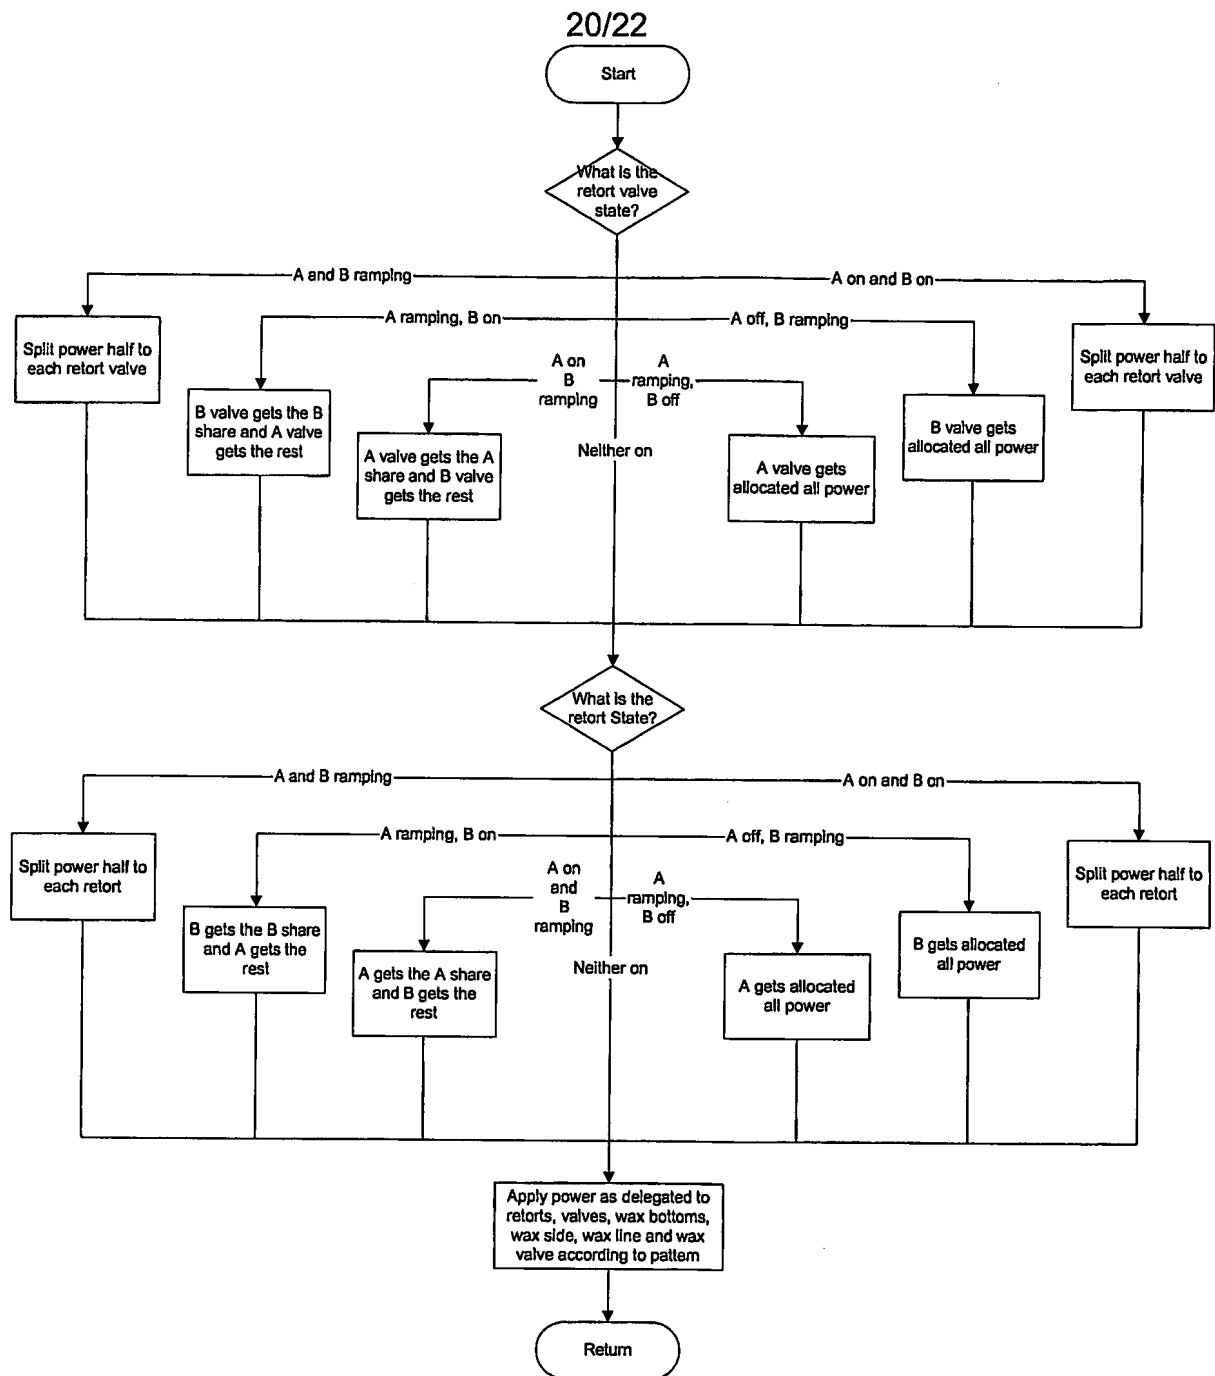 20/22
Start
What is the
retort valve
state?
A and B ramping
A on and B on
Split power half to
each retort valve
A ramping, B on
A off, B ramping
Split power half to
each retort valve
B valve gets the B
share and A valve
gets the rest
A on
B
ramping
A
ramping,
B off
B valve gets
allocated all power
A valve gets the A
share and B valve
gets the rest
Neither on
A valve gets
allocated all power
What is the
retort State?
A and B ramping
A on and B on
Split power half to
each retort
A ramping, B on
A off, B ramping
Split power half to
each retort
B gets the B share
and A gets the
rest
A on
and
B
ramping
A
ramping,
B off
B gets allocated
all power
A gets the A share
and B gets the
rest
Neither on
A gets allocated
all power
Apply power as delegated to
retorts, valves, wax bottoms,
wax side, wax line and wax
valve according to pattern
Return